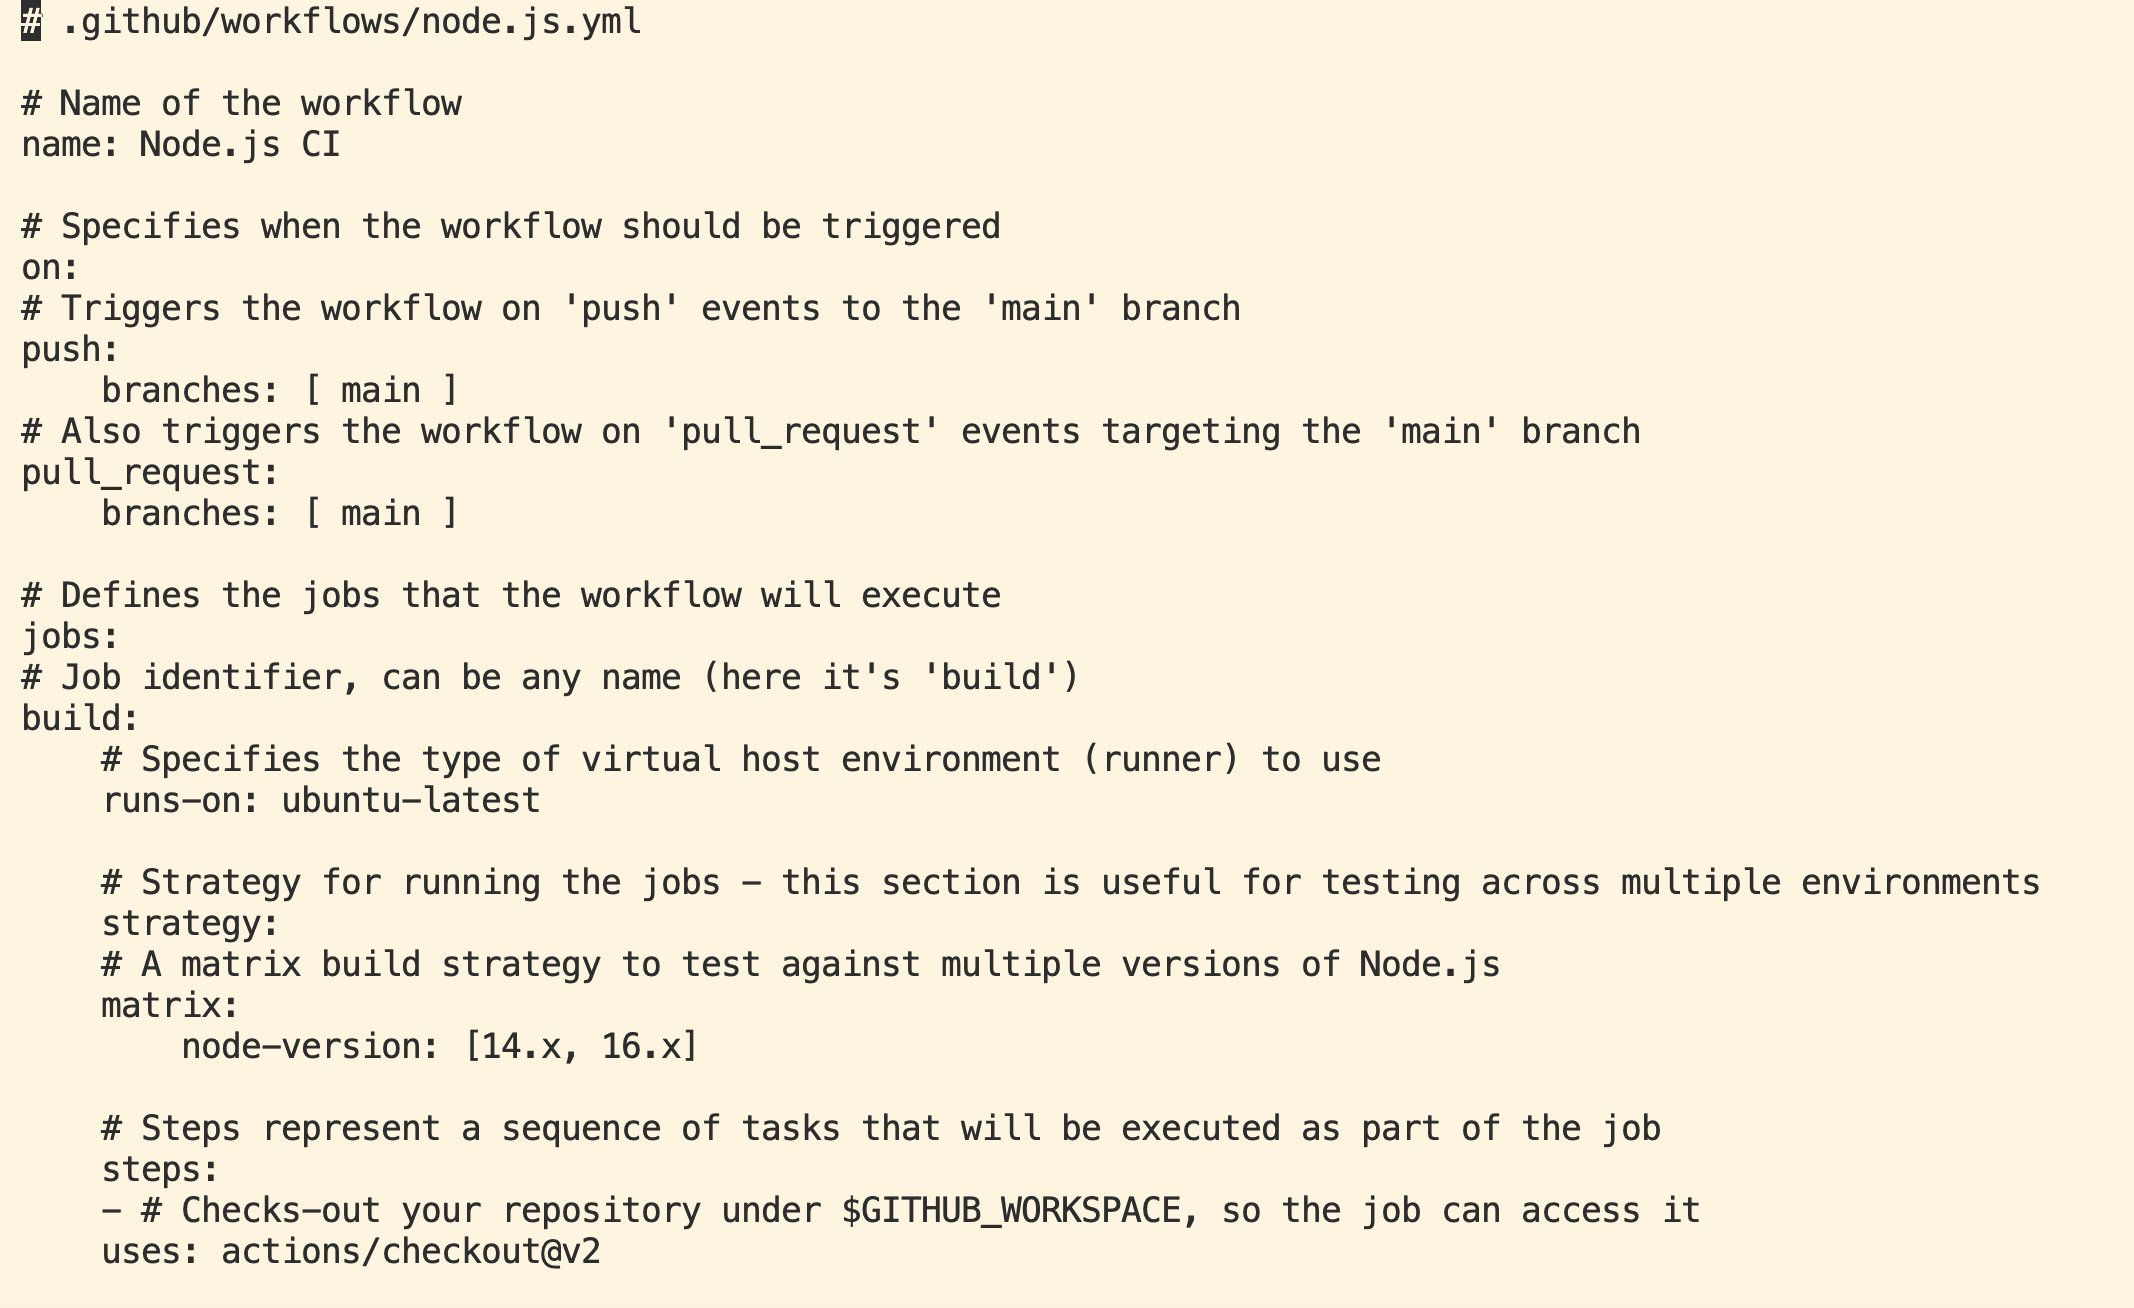 # .github/workflows/node.js.yml

# Name of the workflow
name: Node.js CI

# Specifies when the workflow should be triggered
on:
# Triggers the workflow on 'push' events to the 'main' branch
push:
    branches: [ main ]
# Also triggers the workflow on 'pull_request' events targeting the 'main' branch
pull_request:
    branches: [ main ]

# Defines the jobs that the workflow will execute
jobs:
# Job identifier, can be any name (here it's 'build')
build:
    # Specifies the type of virtual host environment (runner) to use
    runs-on: ubuntu-latest

    # Strategy for running the jobs - this section is useful for testing across multiple environments
    strategy:
    # A matrix build strategy to test against multiple versions of Node.js
    matrix:
        node-version: [14.x, 16.x]

    # Steps represent a sequence of tasks that will be executed as part of the job
    steps:
    - # Checks-out your repository under $GITHUB_WORKSPACE, so the job can access it
    uses: actions/checkout@v2